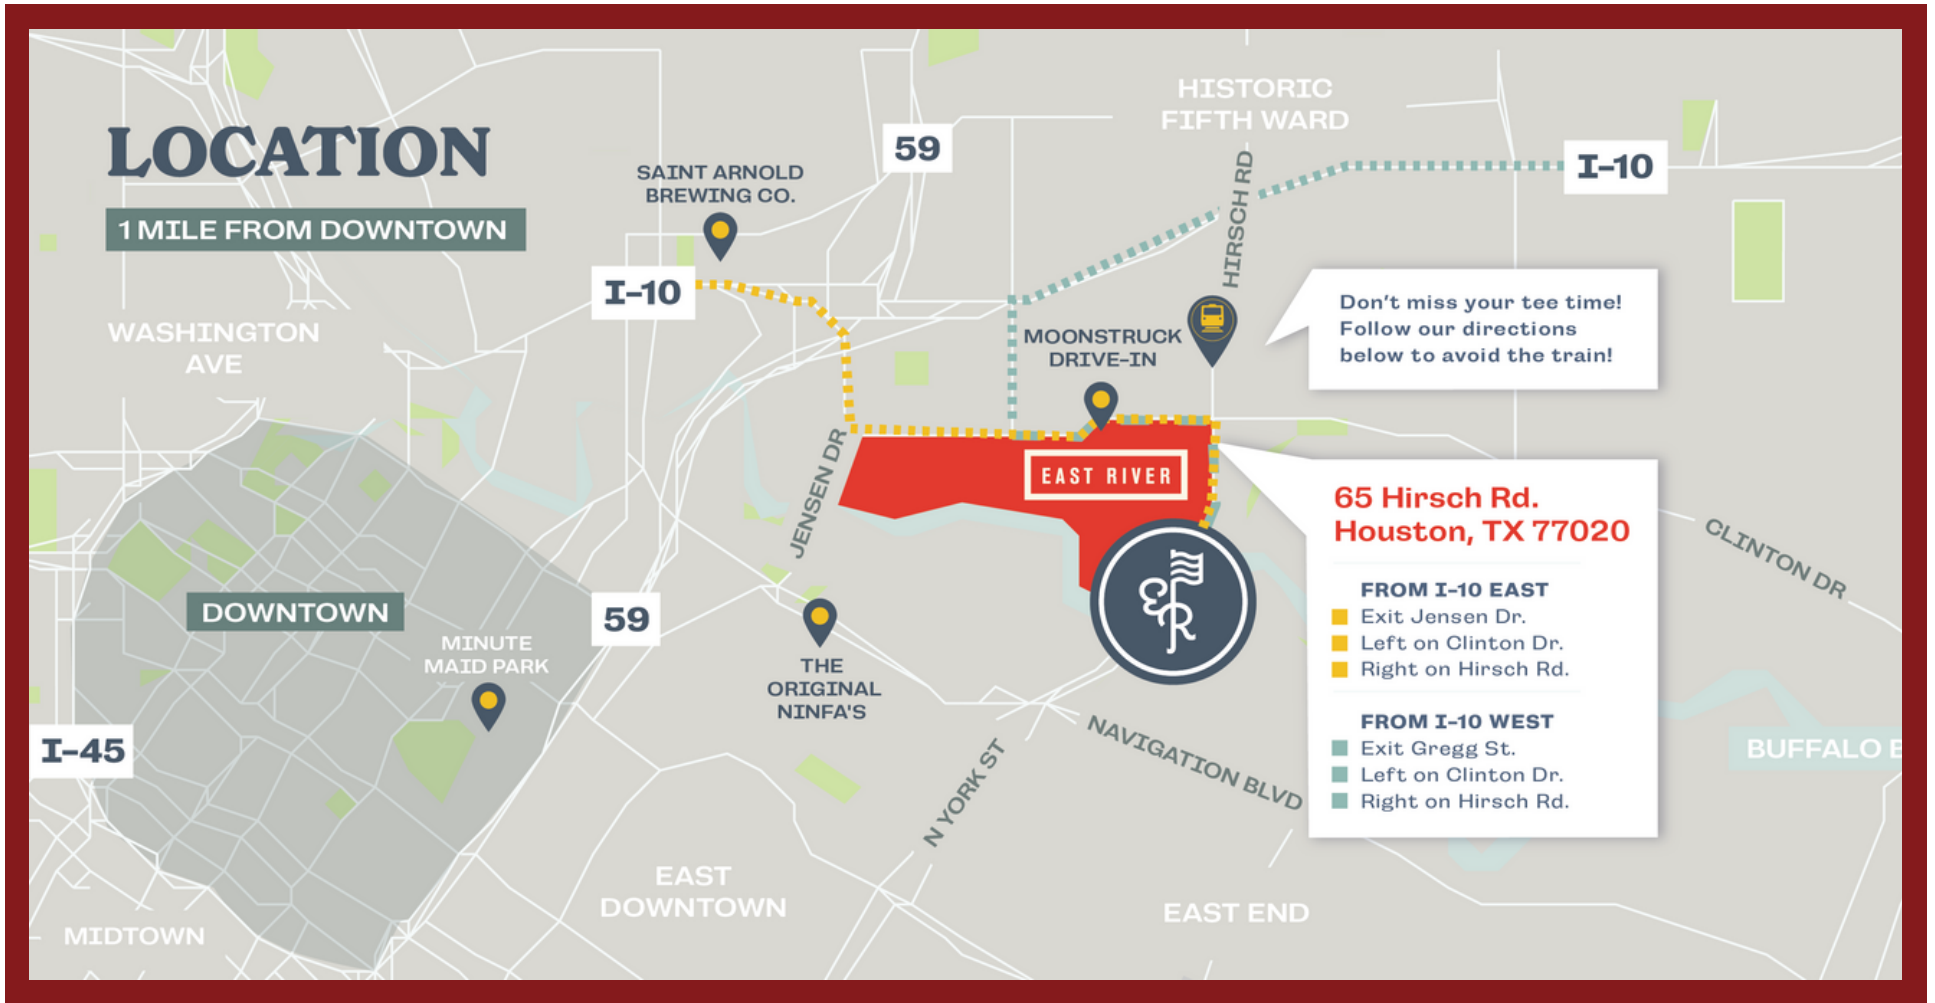 LOCATION
1 MILE FROM DOWNTOWN
HISTORIC
FIFTH WARD
59
I-10
SAINT ARNOLD
BREWING CO.
HIRSCH RD
I-10
WASHINGTON
AVE
MOONSTRUCK
DRIVE-IN
Don't miss your tee time!
Follow our directions
below to avoid the train!
JENSEN DR
EAST RIVER
65 Hirsch Rd.
Houston, TX 77020
FROM I-10 EAST
Exit Jensen Dr.
Left on Clinton Dr.
Right on Hirsch Rd.
FROM I-10 WEST
Exit Gregg St.
Left on Clinton Dr.
Right on Hirsch Rd.
CLINTON DR
ER
DOWNTOWN
59
MINUTE
MAID PARK
THE
ORIGINAL
NINFA'S
I-45
N YORK ST
NAVIGATION BLVD
BUFFALO B
EAST
DOWNTOWN
EAST END
MIDTOWN